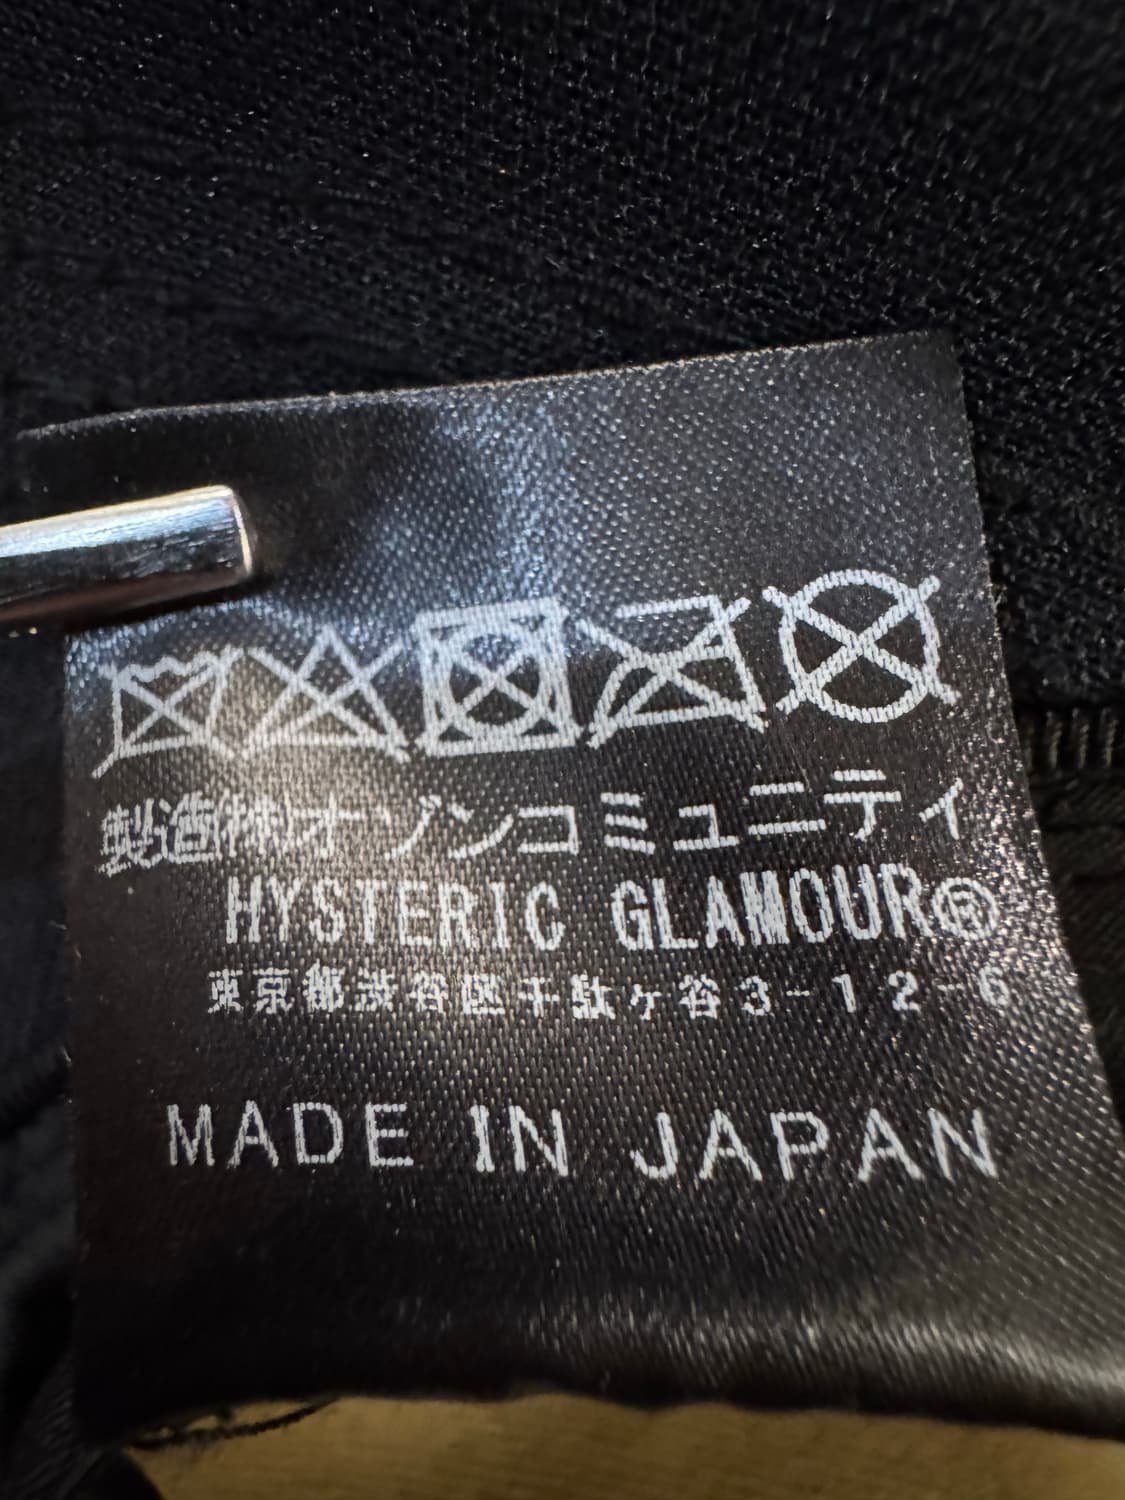 製造㈱オゾンコミュニティ
HYSTERIC GLAMOUR®
東京都渋谷区千駄ヶ谷3-12-6
MADE IN JAPAN